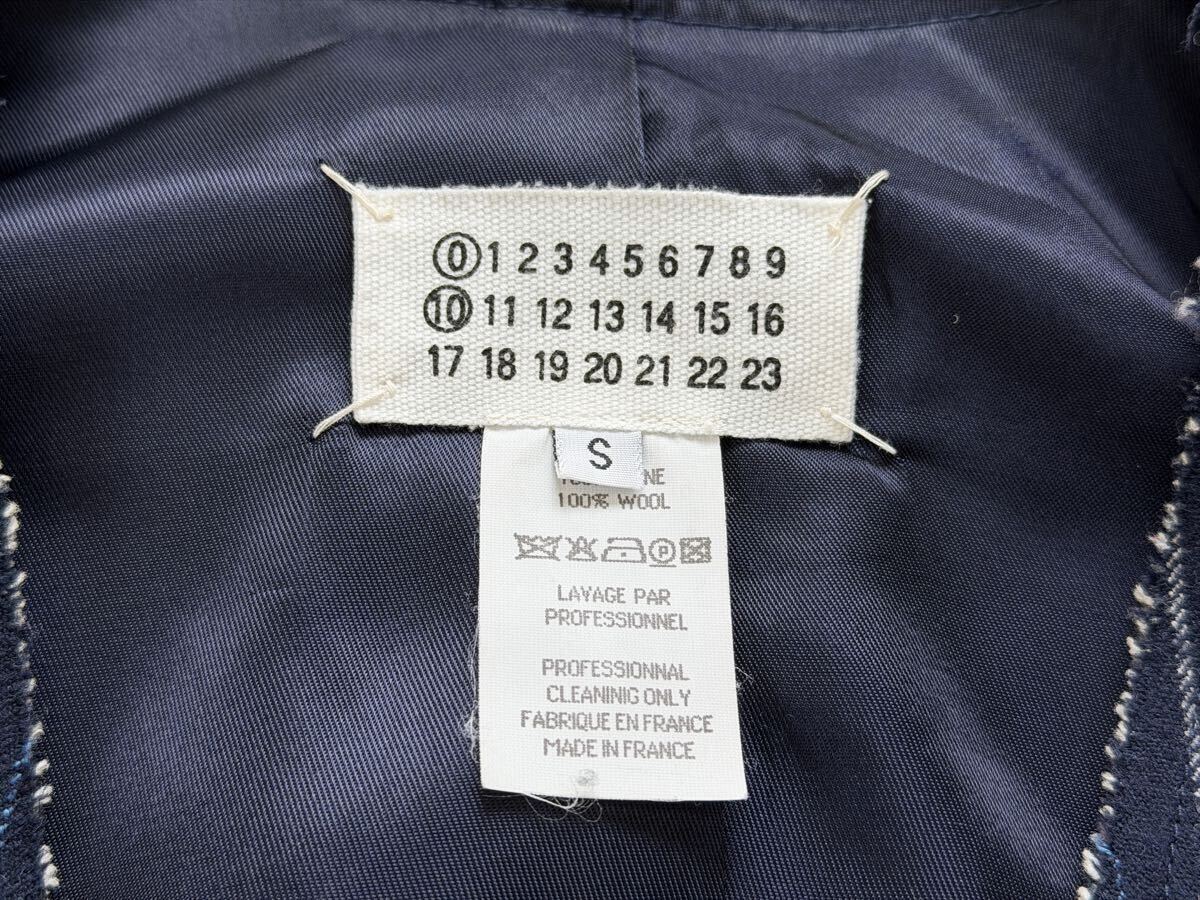 0 1 2 3 4 5 6 7 8 9
10 11 12 13 14 15 16
17 18 19 20 21 22 23
S
100% WOOL
LAVAGE PAR
PROFESSIONNEL
PROFESSIONNAL
CLEANINIG ONLY
FABRIQUE EN FRANCE
MADE IN FRANCE